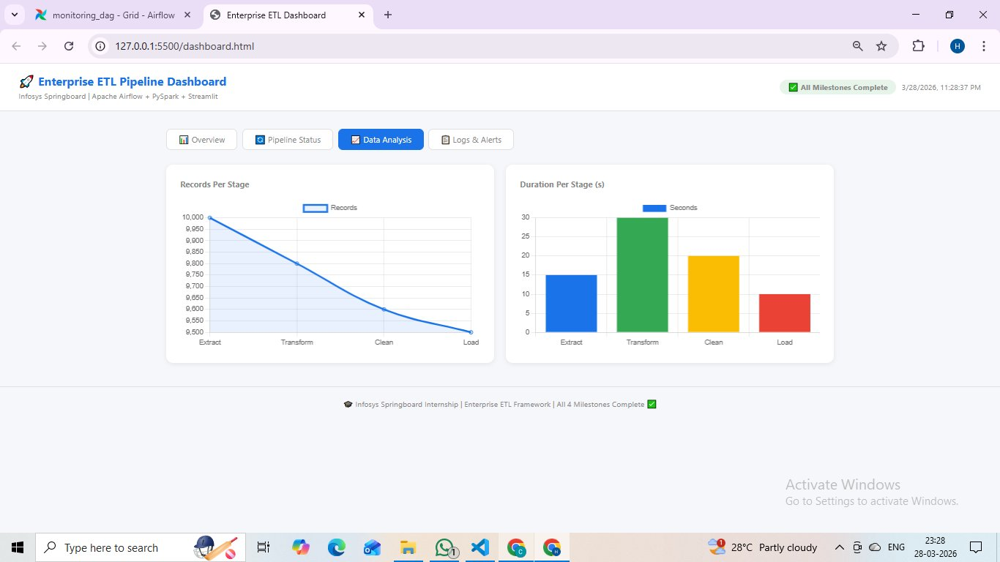 monitoring_dag - Grid - Airflow
Enterprise ETL Dashboard
127.0.0.1:5500/dashboard.html
H
🚀 Enterprise ETL Pipeline Dashboard
Infosys Springboard | Apache Airflow + PySpark + Streamlit
✅ All Milestones Complete
3/28/2026, 11:28:37 PM
📊 Overview
🔄 Pipeline Status
📈 Data Analysis
📋 Logs & Alerts
Records Per Stage
Records
10,000
9,950
9,900
9,850
9,800
9,750
9,700
9,650
9,600
9,550
9,500
Extract Transform Clean Load
Duration Per Stage (s)
Seconds
30
25
20
15
10
5
0
Extract Transform Clean Load
🎓 Infosys Springboard Internship | Enterprise ETL Framework | All 4 Milestones Complete ✅
Activate Windows
Go to Settings to activate Windows.
Type here to search
1
C
H
1
28°C Partly cloudy
ENG
23:28
28-03-2026